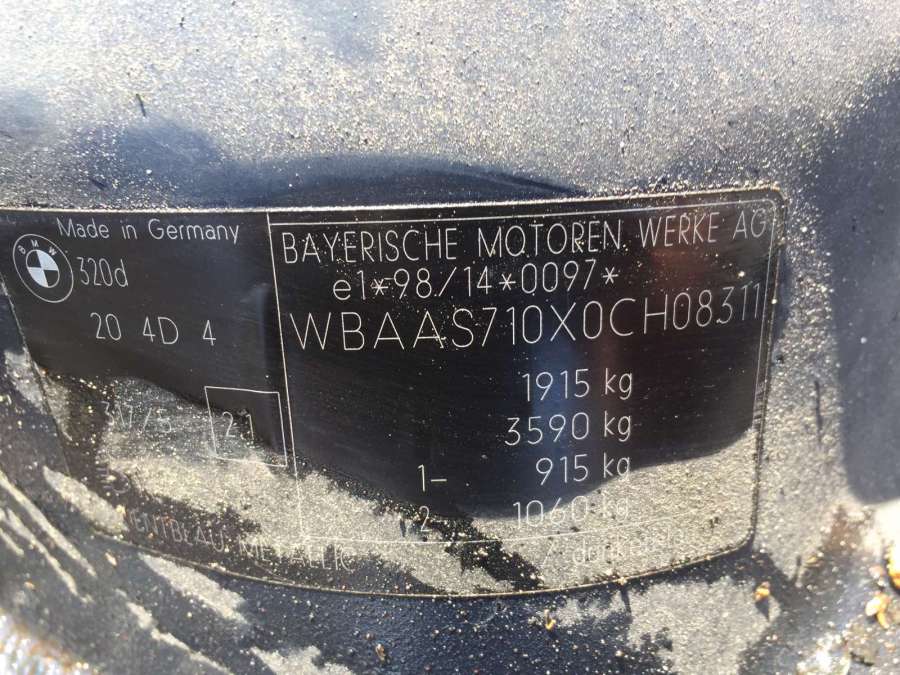 Made in Germany
BMW
320d
20 4D 4
BAYERISCHE MOTOREN WERKE AG
e1*98/14*0097*
WBAAS710X0CH08311
1915 kg
3590 kg
1- 915 kg
2 1060 kg
METALLIC